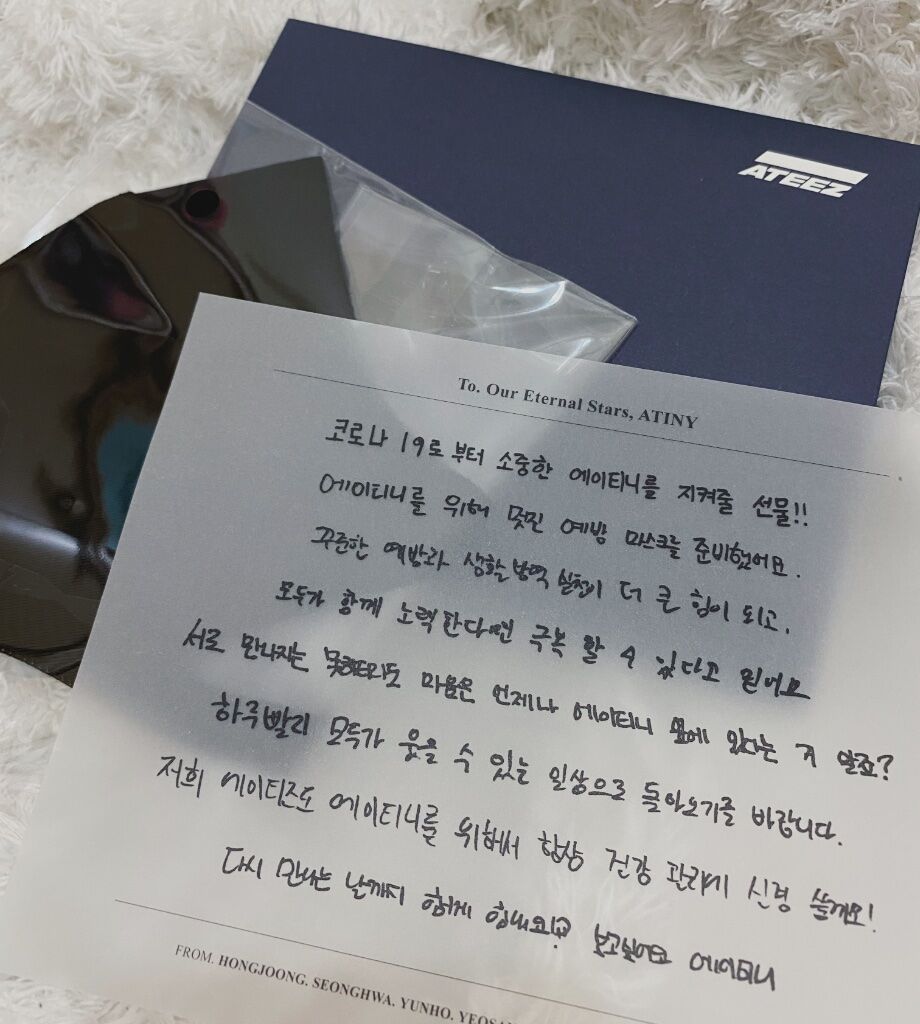 ATEEZ
To. Our Eternal Stars, ATINY
코로나 19로부터 소중한 에이티니를 지켜줄 선물!!
에이티니를 위해 멋진 예방 마스크를 준비했어요.
꾸준한 예방과 생활 방역 실천이 더 큰 힘이 되고.
모두가 함께 노력한다면 극복 할 수 있다고 믿어요
서로 만나지는 못하더라도 마음은 언제나 에이티니 옆에 있다는 거 알죠?
하루빨리 모두가 웃을 수 있는 일상으로 돌아오기를 바랍니다.
저희 에이티즈도 에이티니를 위해서 항상 건강 관리에 신경 쓸게요!
다시 만나는 날까지 함께 힘내요! 보고싶어요 에이티니
FROM. HONGJOONG. SEONGHWA. YUNHO. YEOSA